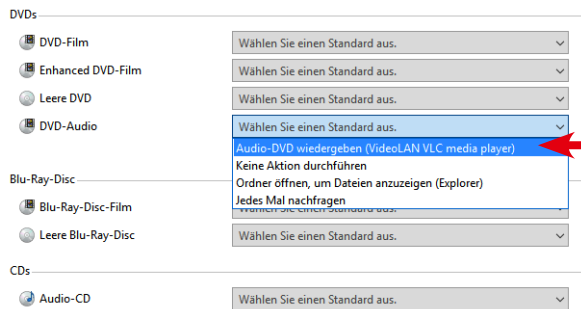 DVDs
DVD-Film Wählen Sie einen Standard aus.
Enhanced DVD-Film Wählen Sie einen Standard aus.
Leere DVD Wählen Sie einen Standard aus.
DVD-Audio Wählen Sie einen Standard aus.
Audio-DVD wiedergeben (VideoLAN VLC media player)
Keine Aktion durchführen
Ordner öffnen, um Dateien anzuzeigen (Explorer)
Jedes Mal nachfragen
Blu-Ray-Disc
Blu-Ray-Disc-Film Wählen Sie einen Standard aus.
Leere Blu-Ray-Disc Wählen Sie einen Standard aus.
CDs
Audio-CD Wählen Sie einen Standard aus.